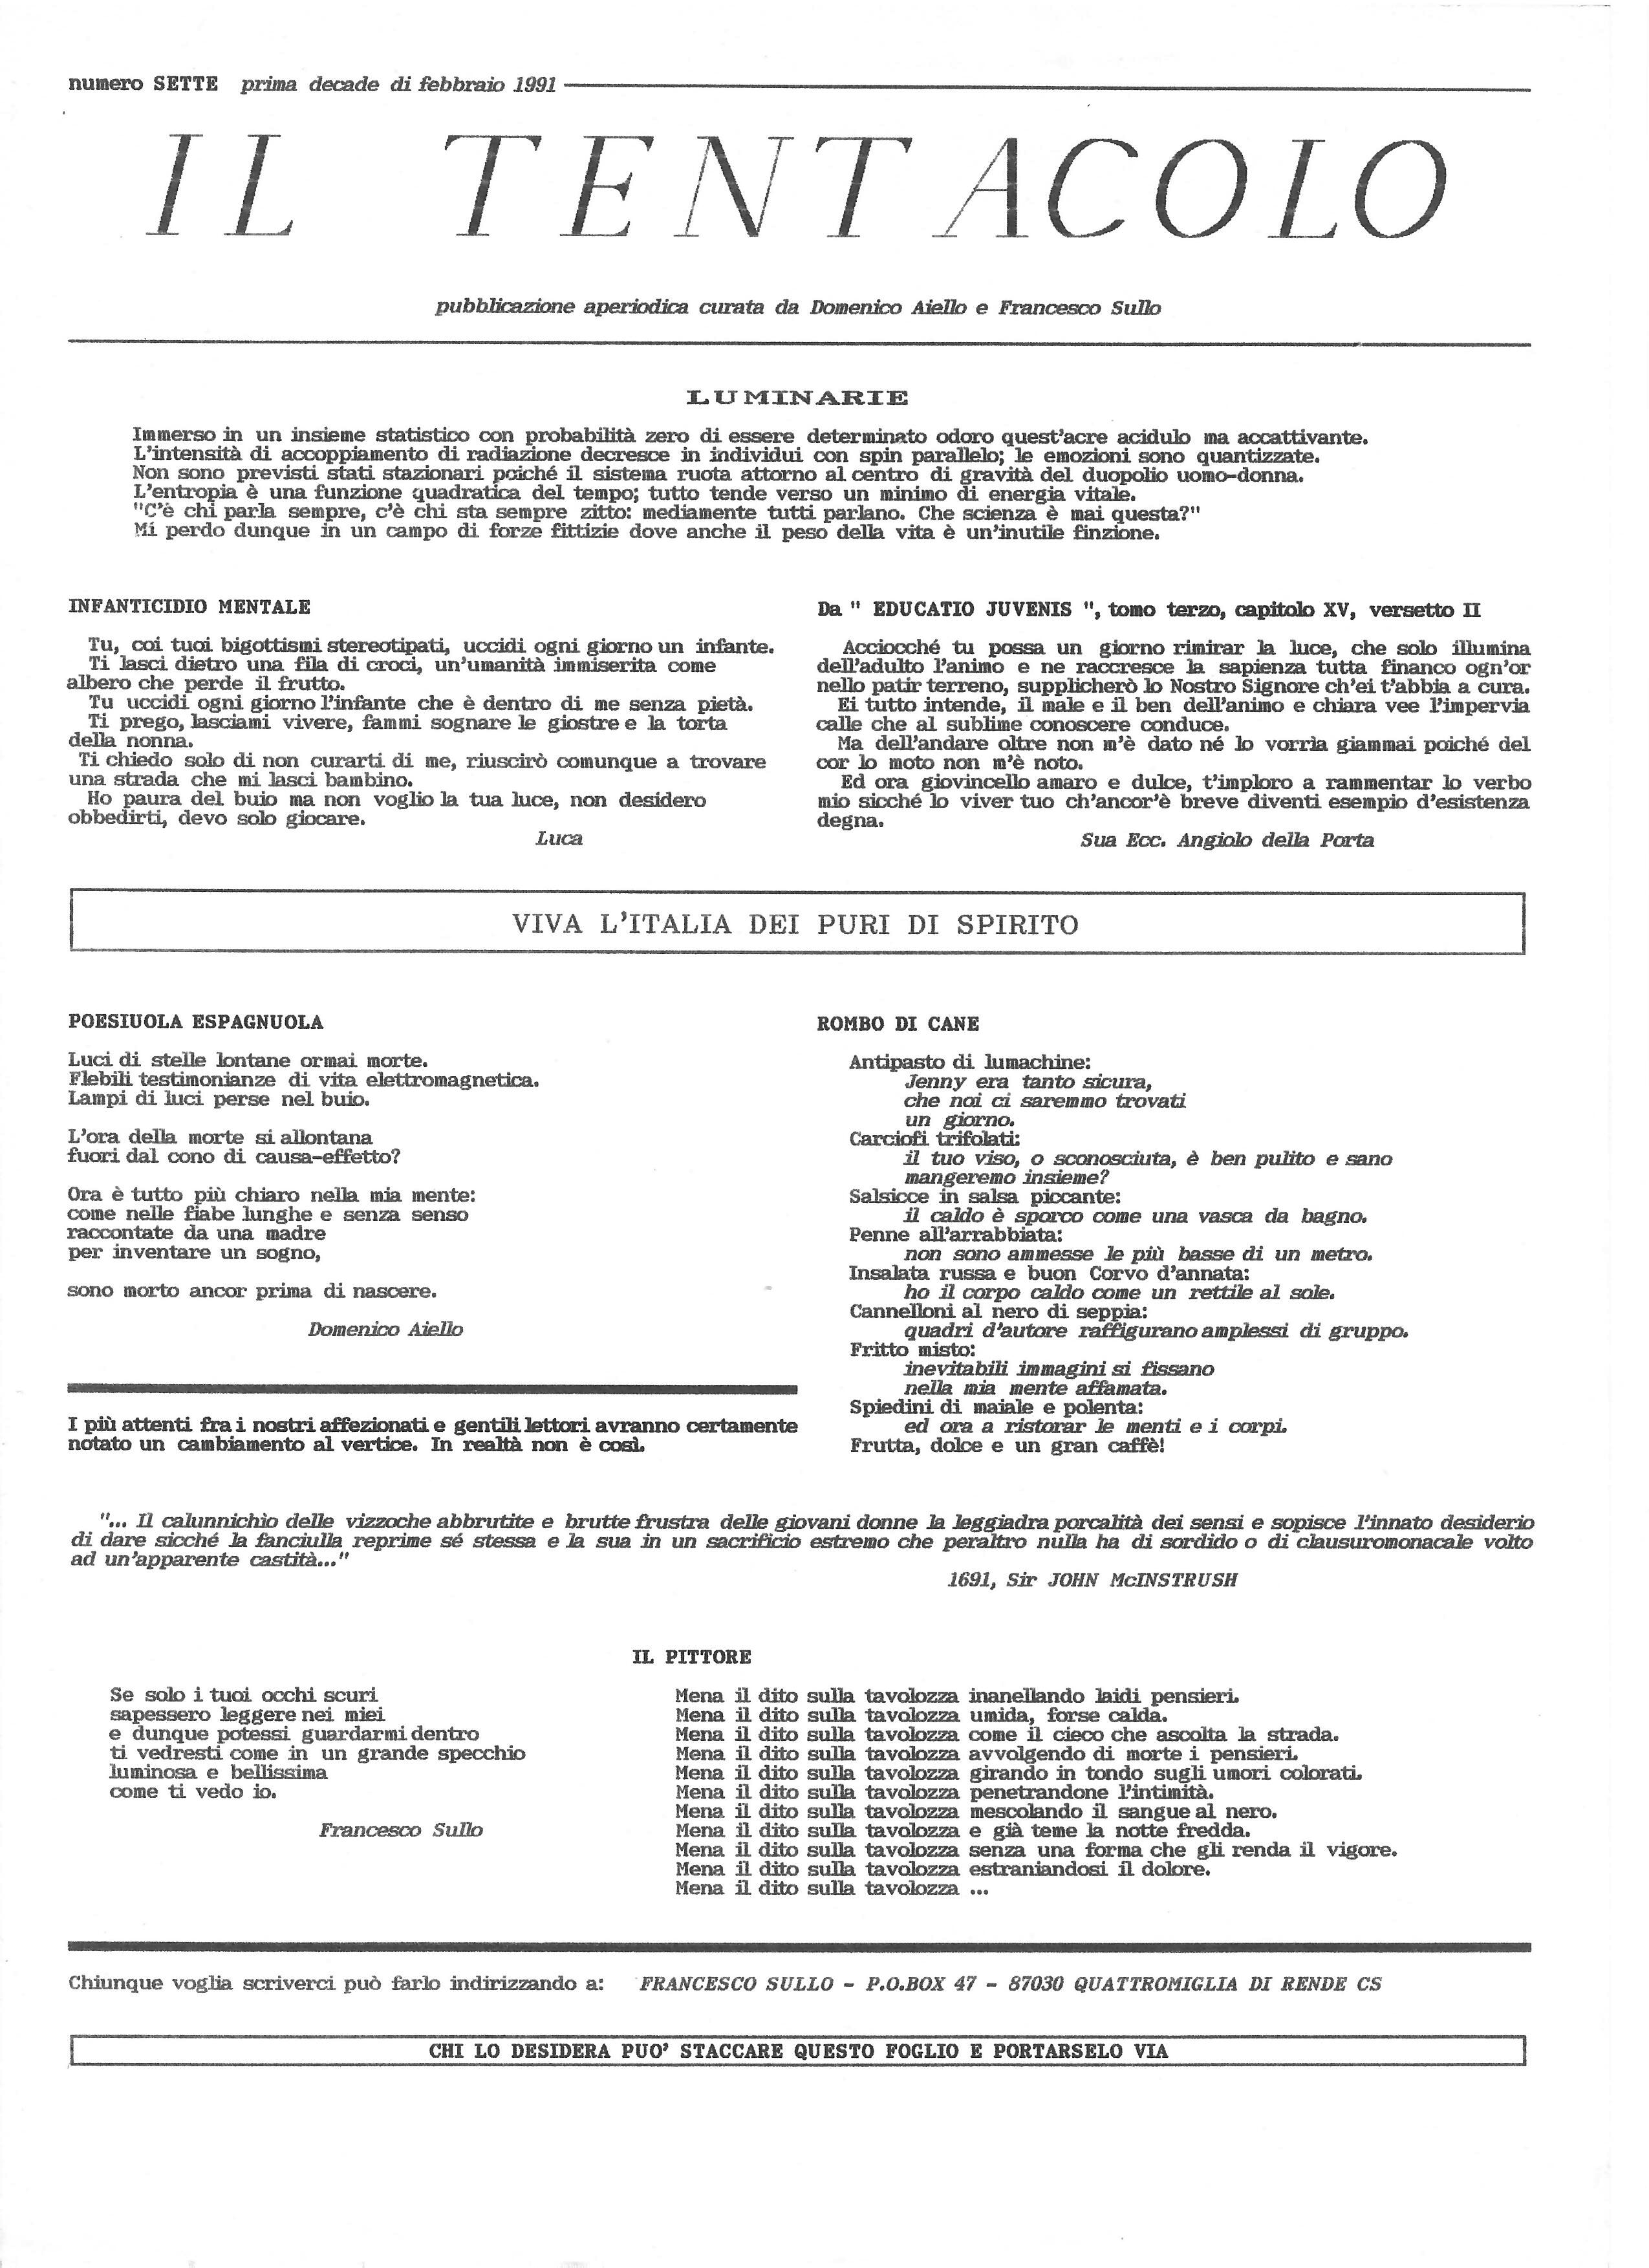 numero SETTE prima decade di febbraio 1991
IL TENTACOLO
pubblicazione aperiodica curata da Domenico Aiello e Francesco Sullo
LUMINARIE
Immerso in un insieme statistico con probabilità zero di essere determinato odoro quest'acre acidulo ma accattivante.
L'intensità di accoppiamento di radiazione decresce in individui con spin parallelo; le emozioni sono quantizzate.
Non sono previsti stati stazionari poiché il sistema ruota attorno al centro di gravità del duopolio uomo-donna.
L'entropia è una funzione quadratica del tempo; tutto tende verso un minimo di energia vitale.
"C'è chi parla sempre, c'è chi sta sempre zitto: mediamente tutti parlano. Che scienza è mai questa?"
Mi perdo dunque in un campo di forze fittizie dove anche il peso della vita è un'inutile finzione.
INFANTICIDIO MENTALE
Tu, coi tuoi bigottismi stereotipati, uccidi ogni giorno un infante.
Ti lasci dietro una fila di croci, un'umanità immiserita come
albero che perde il frutto.
Tu uccidi ogni giorno l'infante che è dentro di me senza pietà.
Ti prego, lasciami vivere, fammi sognare le giostre e la torta
della nonna.
Ti chiedo solo di non curarti di me, riuscirò comunque a trovare
una strada che mi lasci bambino.
Ho paura del buio ma non voglio la tua luce, non desidero
obbedirti, devo solo giocare.
Luca
Da " EDUCATIO JUVENIS ", tomo terzo, capitolo XV, versetto II
Acciocché tu possa un giorno rimirar la luce, che solo illumina
dell'adulto l'animo e ne raccresce la sapienza tutta financo ogn'or
nello patir terreno, supplicherò lo Nostro Signore ch'ei t'abbia a cura.
Ei tutto intende, il male e il ben dell'animo e chiara vee l'impervia
calle che al sublime conoscere conduce.
Ma dell'andare oltre non m'è dato né lo vorrìa giammai poiché del
cor lo moto non m'è noto.
Ed ora giovincello amaro e dulce, t'imploro a rammentar lo verbo
mio sicché lo viver tuo ch'ancor'è breve diventi esempio d'esistenza
degna.
Sua Ecc. Angiolo della Porta
VIVA L'ITALIA DEI PURI DI SPIRITO
POESIUOLA ESPAGNUOLA
Luci di stelle lontane ormai morte.
Flebili testimonianze di vita elettromagnetica.
Lampi di luci perse nel buio.
L'ora della morte si allontana
fuori dal cono di causa-effetto?
Ora è tutto più chiaro nella mia mente:
come nelle fiabe lunghe e senza senso
raccontate da una madre
per inventare un sogno,
sono morto ancor prima di nascere.
Domenico Aiello
I più attenti fra i nostri affezionati e gentili lettori avranno certamente
notato un cambiamento al vertice. In realtà non è così.
ROMBO DI CANE
Antipasto di lumachine:
Jenny era tanto sicura,
che noi ci saremmo trovati
un giorno.
Carciofi trifolati:
il tuo viso, o sconosciuta, è ben pulito e sano
mangeremo insieme?
Salsicce in salsa piccante:
il caldo è sporco come una vasca da bagno.
Penne all'arrabbiata:
non sono ammesse le più basse di un metro.
Insalata russa e buon Corvo d'annata:
ho il corpo caldo come un rettile al sole.
Cannelloni al nero di seppia:
quadri d'autore raffigurano amplessi di gruppo.
Fritto misto:
inevitabili immagini si fissano
nella mia mente affamata.
Spiedini di maiale e polenta:
ed ora a ristorar le menti e i corpi.
Frutta, dolce e un gran caffè!
"... Il calunnichìo delle vizzoche abbrutite e brutte frustra delle giovani donne la leggiadra porcalità dei sensi e sopisce l'innato desiderio
di dare sicché la fanciulla reprime sé stessa e la sua in un sacrificio estremo che peraltro nulla ha di sordido o di clausuromonacale volto
ad un'apparente castità..."
1691, Sir JOHN McINSTRUSH
Se solo i tuoi occhi scuri
sapessero leggere nei miei
e dunque potessi guardarmi dentro
ti vedresti come in un grande specchio
luminosa e bellissima
come ti vedo io.
Francesco Sullo
IL PITTORE
Mena il dito sulla tavolozza inanellando laidi pensieri.
Mena il dito sulla tavolozza umida, forse calda.
Mena il dito sulla tavolozza come il cieco che ascolta la strada.
Mena il dito sulla tavolozza avvolgendo di morte i pensieri.
Mena il dito sulla tavolozza girando in tondo sugli umori colorati.
Mena il dito sulla tavolozza penetrandone l'intimità.
Mena il dito sulla tavolozza mescolando il sangue al nero.
Mena il dito sulla tavolozza e già teme la notte fredda.
Mena il dito sulla tavolozza senza una forma che gli renda il vigore.
Mena il dito sulla tavolozza estraniandosi il dolore.
Mena il dito sulla tavolozza ...
Chiunque voglia scriverci può farlo indirizzando a: FRANCESCO SULLO - P.O.BOX 47 - 87030 QUATTROMIGLIA DI RENDE CS
CHI LO DESIDERA PUO' STACCARE QUESTO FOGLIO E PORTARSELO VIA